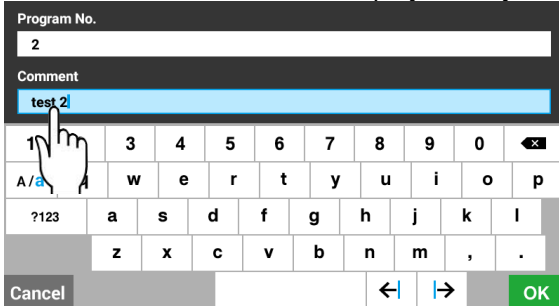 Program No.
2
Comment
test 2
1 3 4 5 6 7 8 9 0
A/a w e r t y u i o p
?123 a s d f g h j k l
z x c v b n m , .
Cancel OK